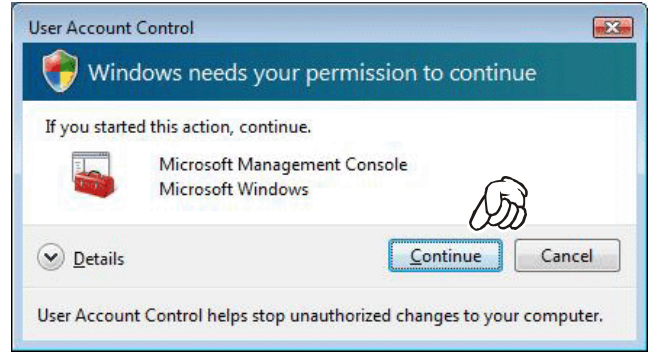 User Account Control
Windows needs your permission to continue
If you started this action, continue.
Microsoft Management Console
Microsoft Windows
Details
Continue
Cancel
User Account Control helps stop unauthorized changes to your computer.